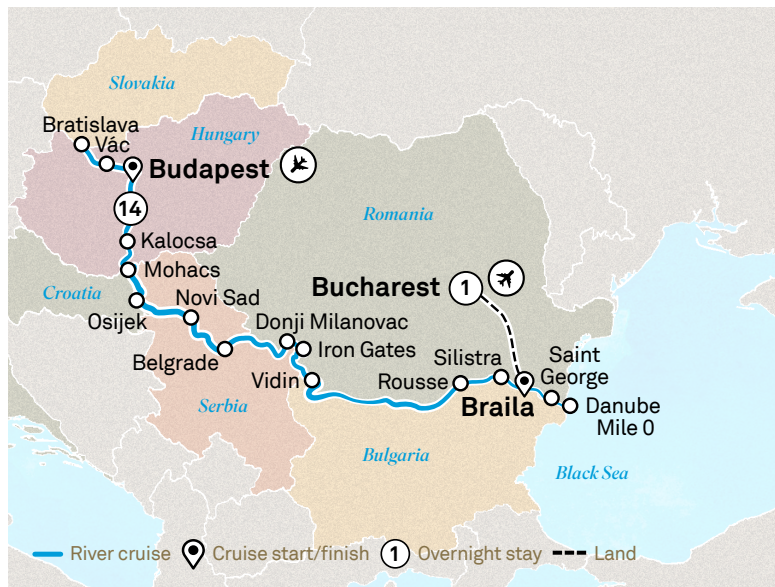 Slovakia
Bratislava
Hungary
Vác
Budapest
14
Romania
Kalocsa
Mohacs
Bucharest
1
Croatia
Novi Sad
Osijek
Donji Milanovac
Iron Gates
Belgrade
Silistra
Saint
George
Vidin
Rousse
Serbia
Braila
Danube
Mile 0
Bulgaria
Black Sea
River cruise
Cruise start/finish
1
Overnight stay
Land